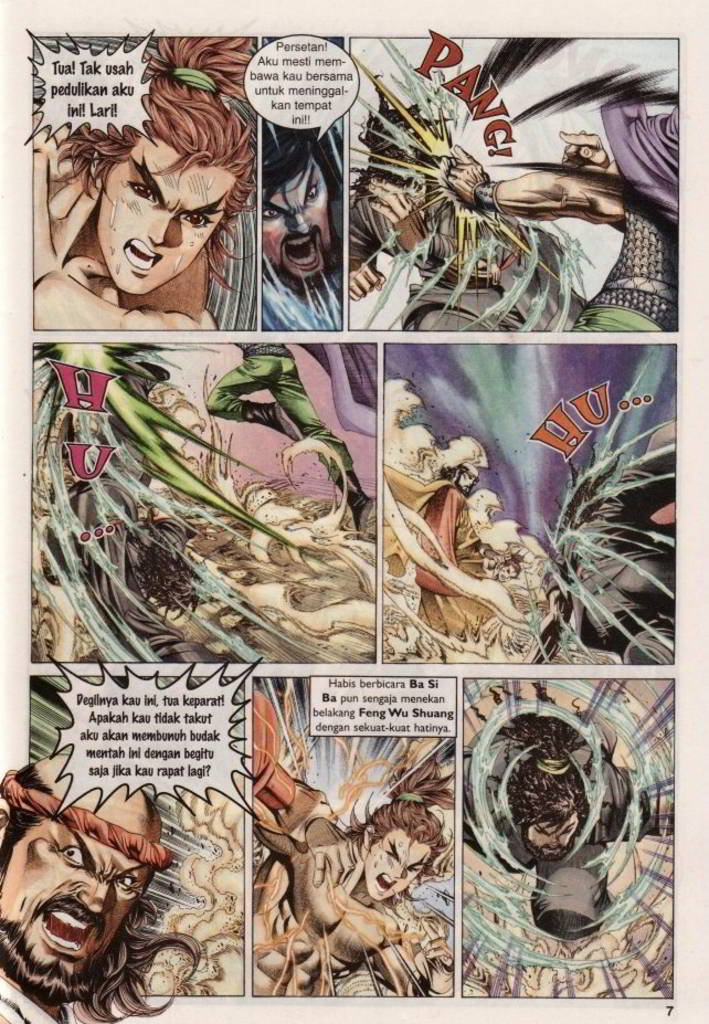 Tua! Tak usah
pedulikan aku
ini! Lari!
Persetan!
Aku mesti mem-
bawa kau bersama
untuk meninggal-
kan tempat
ini!!
PANG!
HU...
HU...
Degilnya kau ini, tua keparat!
Apakah kau tidak takut
aku akan membunuh budak
mentah ini dengan begitu
saja jika kau rapat lagi?
Habis berbicara Ba Si
Ba pun sengaja menekan
belakang Feng Wu Shuang
dengan sekuat-kuat hatinya.
7